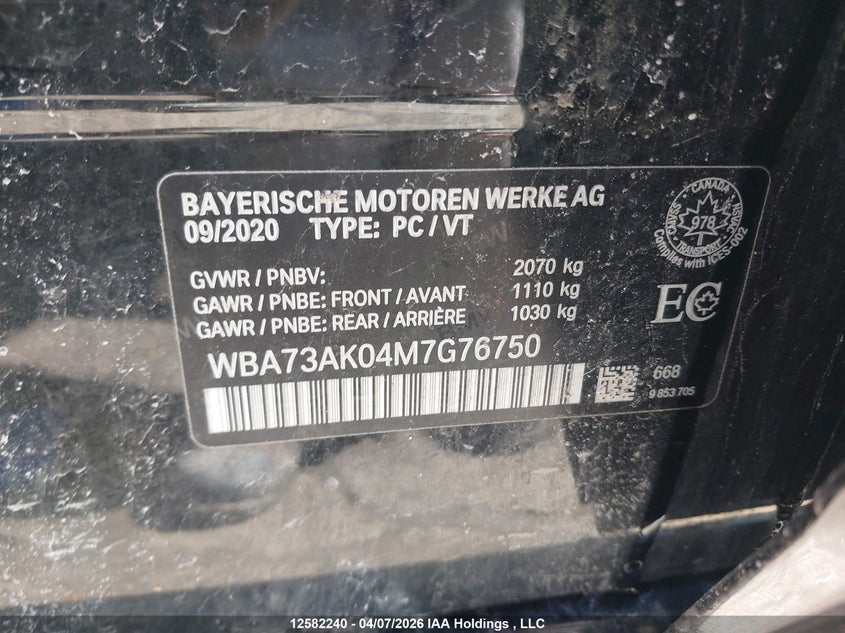 BAYERISCHE MOTOREN WERKE AG
09/2020 TYPE: PC / VT
GVWR / PNBV: 2070 kg
GAWR / PNBE: FRONT / AVANT 1110 kg
GAWR / PNBE: REAR / ARRIÈRE 1030 kg
WBA73AK04M7G76750
CANADA
978
TRANSPORT
Complies with ICES-002
EC
668
9 853 705
12582240 - 04/07/2026 IAA Holdings , LLC